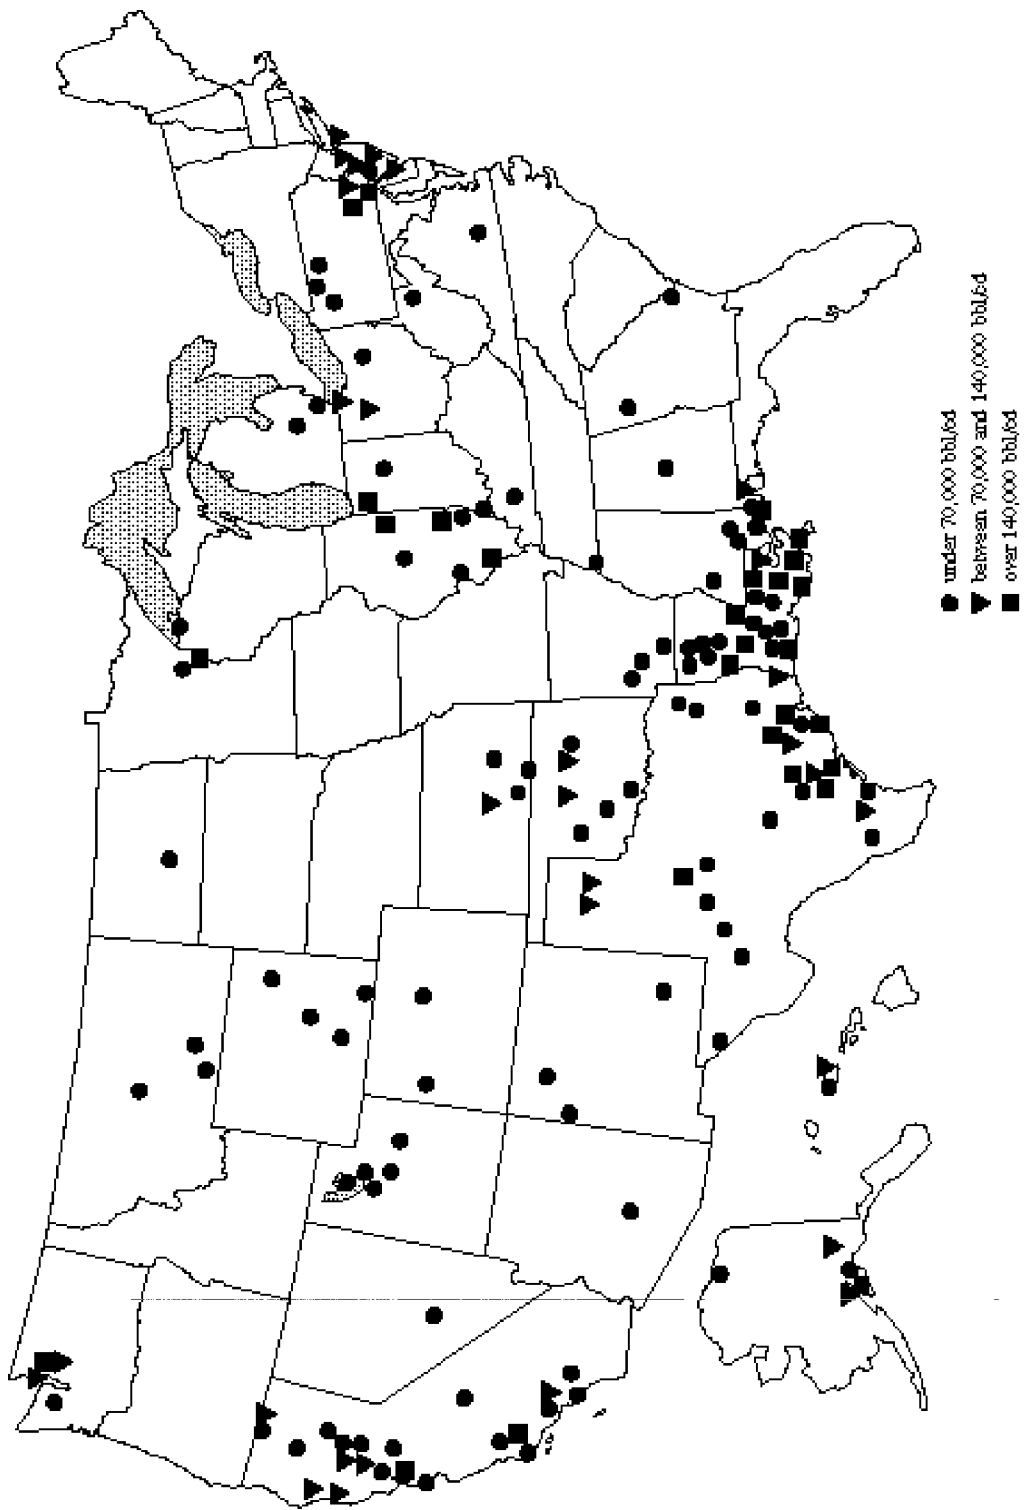 under 70,000 bbl/cd
between 70,000 and 140,000 bbl/cd
over 140,000 bbl/cd